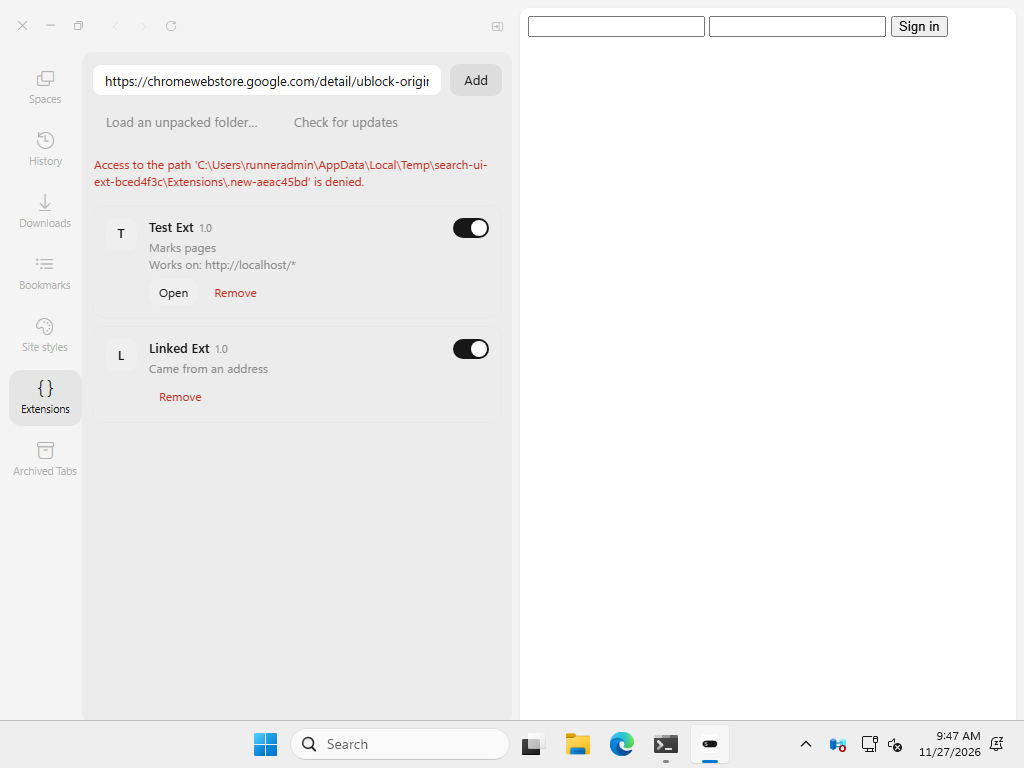 Sign in
https://chromewebstore.google.com/detail/ublock-origin
Add
Spaces
Load an unpacked folder...
Check for updates
History
Access to the path 'C:\Users\runneradmin\AppData\Local\Temp\search-ui-
ext-bced4f3c\Extensions\.new-aeac45bd' is denied.
Downloads
T
Test Ext 1.0
Marks pages
Works on: http://localhost/*
Open
Remove
Bookmarks
Site styles
L
Linked Ext 1.0
Came from an address
Remove
{ }
Extensions
Archived Tabs
Search
9:47 AM
11/27/2026